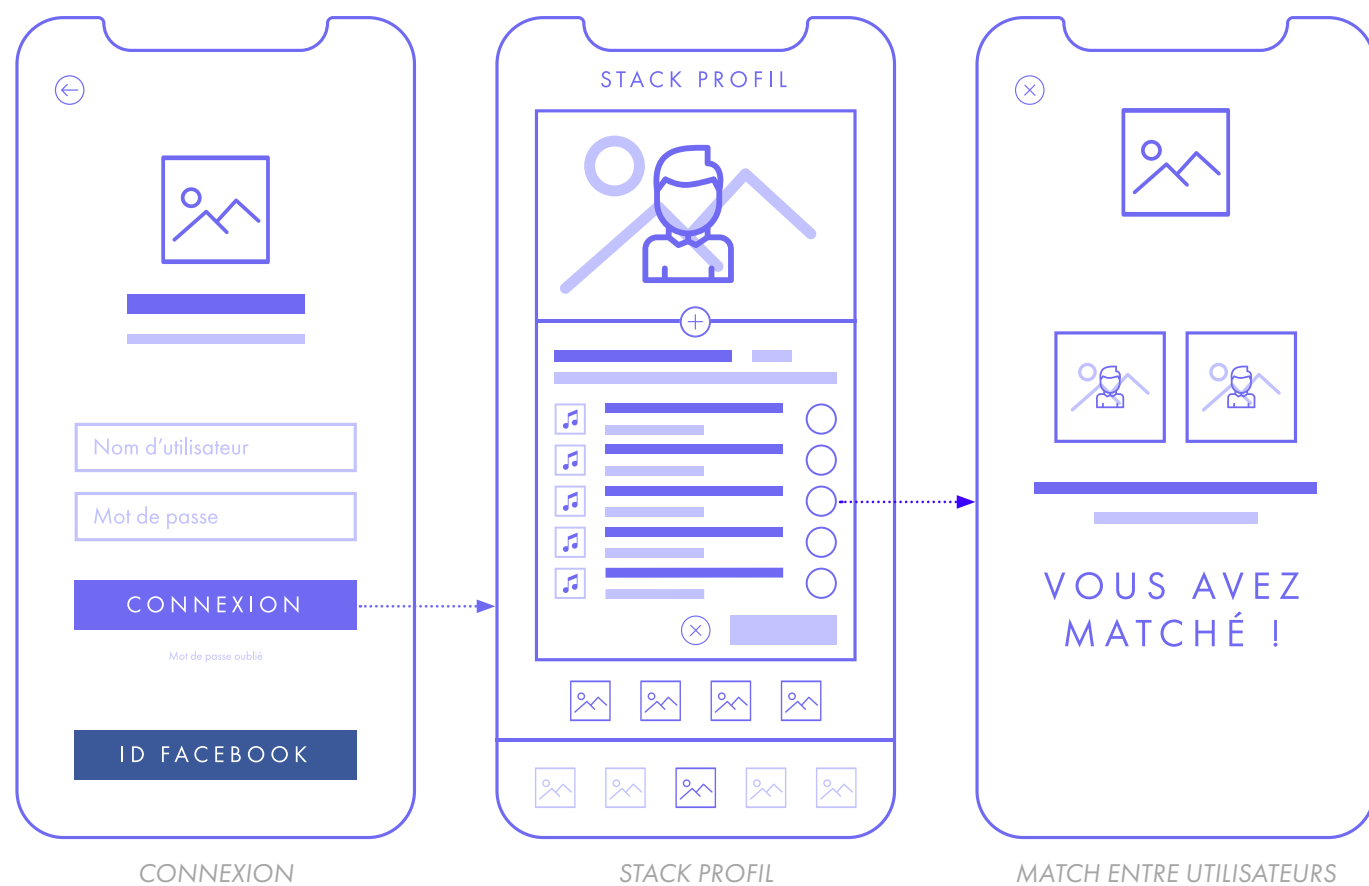 Nom d'utilisateur
Mot de passe
CONNEXION
Mot de passe oublié
ID FACEBOOK
CONNEXION
STACK PROFIL
STACK PROFIL
VOUS AVEZ
MATCHÉ !
MATCH ENTRE UTILISATEURS